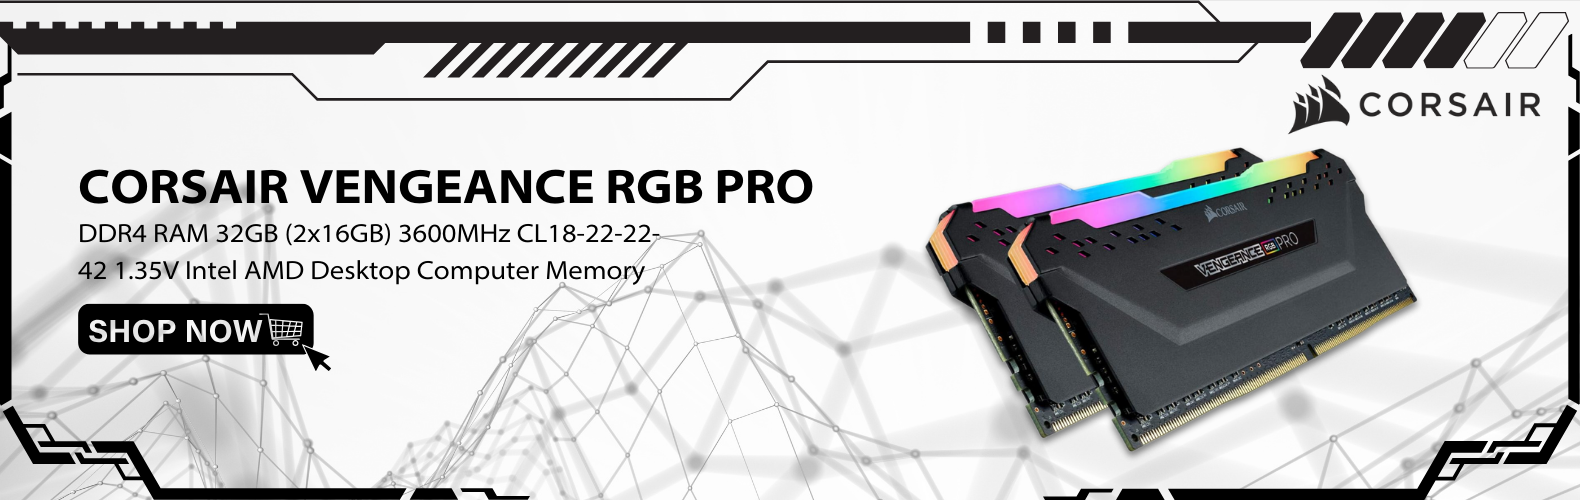 CORSAIR
CORSAIR VENGEANCE RGB PRO
DDR4 RAM 32GB (2x16GB) 3600MHz CL18-22-22-
42 1.35V Intel AMD Desktop Computer Memory
SHOP NOW
CORSAIR
VENGEANCE RGB PRO